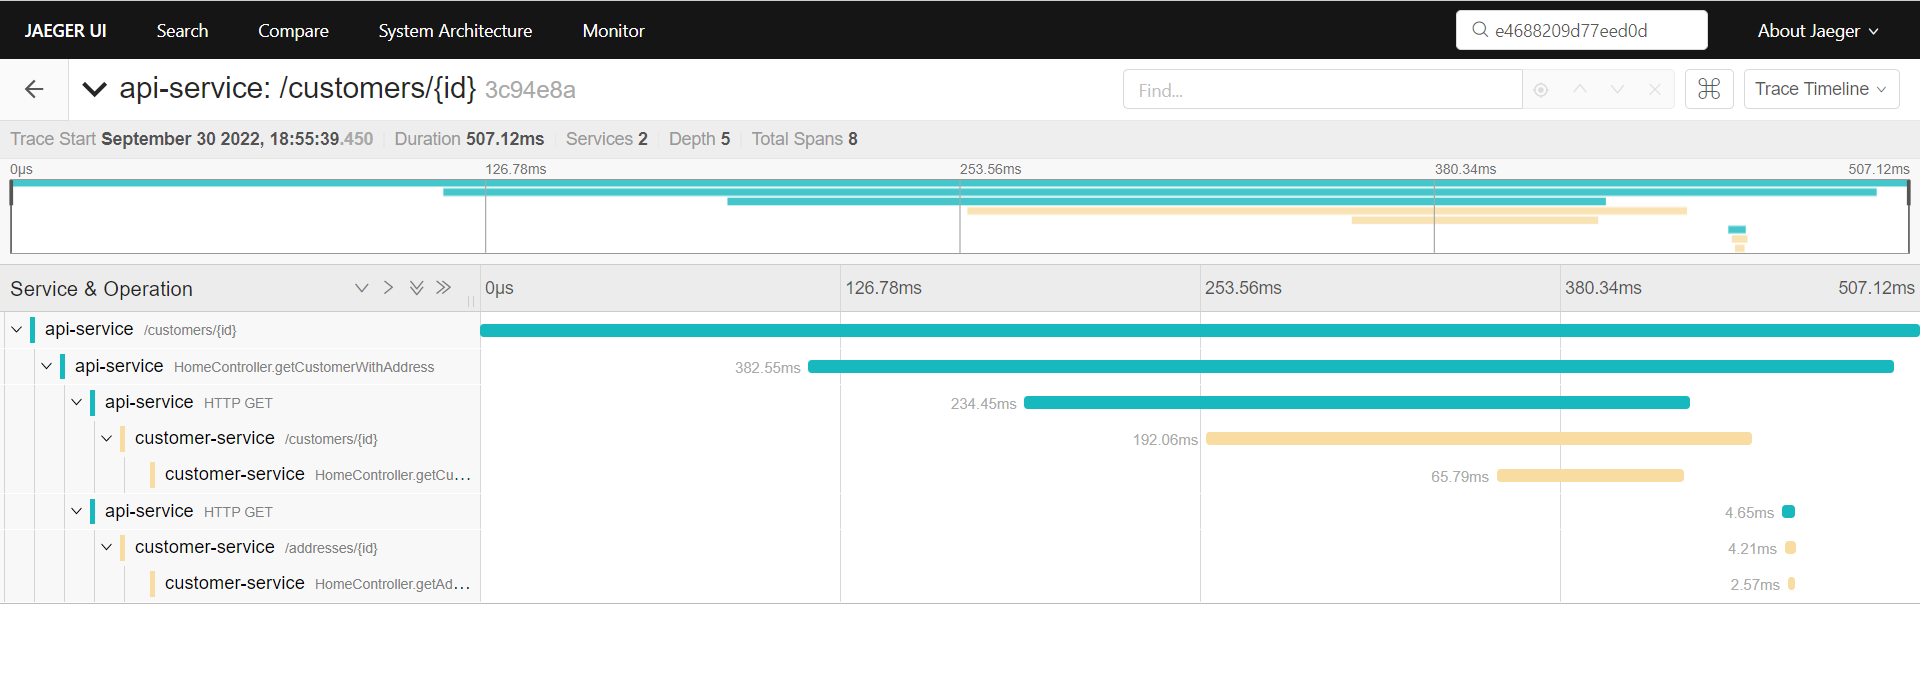 JAEGER UI Search Compare System Architecture Monitor e4688209d77eed0d About Jaeger
api-service: /customers/{id} 3c94e8a Find... Trace Timeline
Trace Start September 30 2022, 18:55:39.450 Duration 507.12ms Services 2 Depth 5 Total Spans 8
0μs 126.78ms 253.56ms 380.34ms 507.12ms
Service & Operation 0μs 126.78ms 253.56ms 380.34ms 507.12ms
api-service /customers/{id}
api-service HomeController.getCustomerWithAddress 382.55ms
api-service HTTP GET 234.45ms
customer-service /customers/{id} 192.06ms
customer-service HomeController.getCu... 65.79ms
api-service HTTP GET 4.65ms
customer-service /addresses/{id} 4.21ms
customer-service HomeController.getAd... 2.57ms